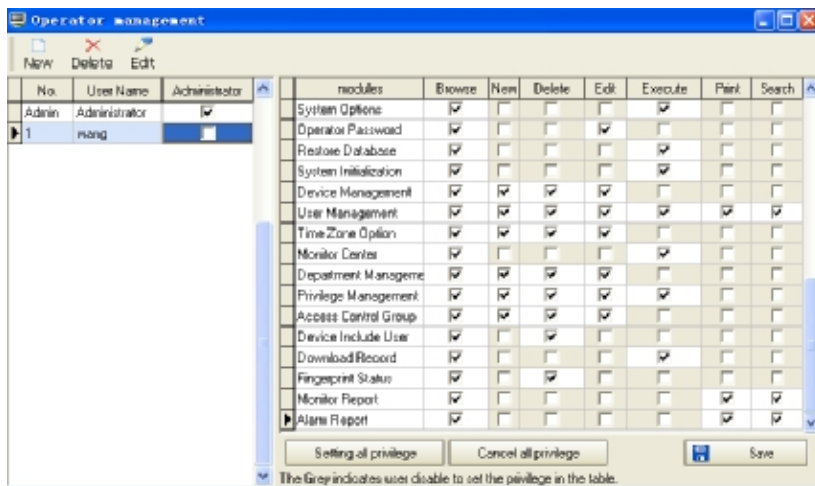 Operator management
New Delete Edit
No. User Name Administrator
Admin Administrator
1 wang
modules Browse New Delete Edit Execute Print Search
System Options
Operator Password
Restore Database
System Initialization
Device Management
User Management
Time Zone Option
Monitor Center
Department Manageme
Privilege Management
Access Control Group
Device Include User
Download Record
Fingerprint Status
Monitor Report
Alarm Report
Setting all privilege Cancel all privilege Save
The Grey indicates user disable to set the privilege in the table.